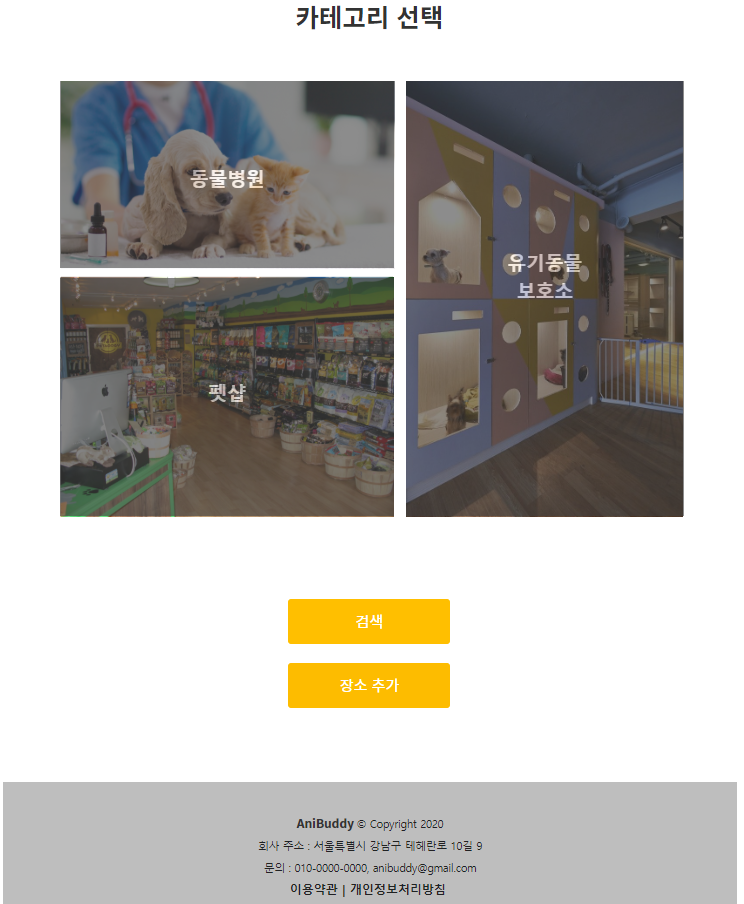 카테고리 선택
동물병원
유기동물
보호소
펫샵
검색
장소 추가
AniBuddy © Copyright 2020
회사 주소 : 서울특별시 강남구 테헤란로 10길 9
문의 : 010-0000-0000, anibuddy@gmail.com
이용약관 | 개인정보처리방침